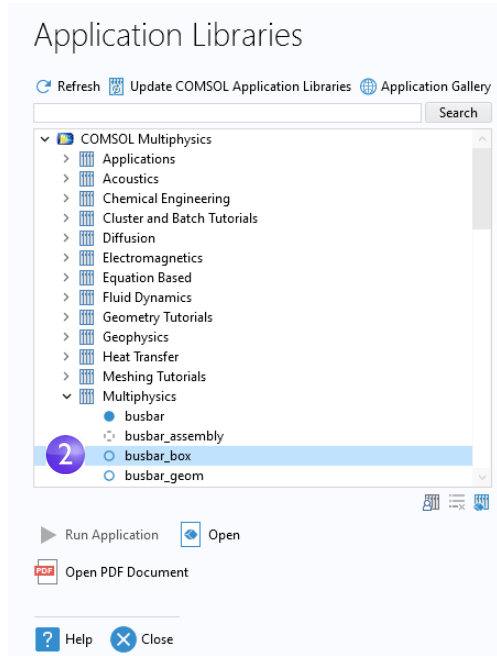 Application Libraries
Refresh Update COMSOL Application Libraries Application Gallery
Search
COMSOL Multiphysics
Applications
Acoustics
Chemical Engineering
Cluster and Batch Tutorials
Diffusion
Electromagnetics
Equation Based
Fluid Dynamics
Geometry Tutorials
Geophysics
Heat Transfer
Meshing Tutorials
Multiphysics
busbar
busbar_assembly
2 busbar_box
busbar_geom
Run Application Open
PDF Open PDF Document
? Help Close